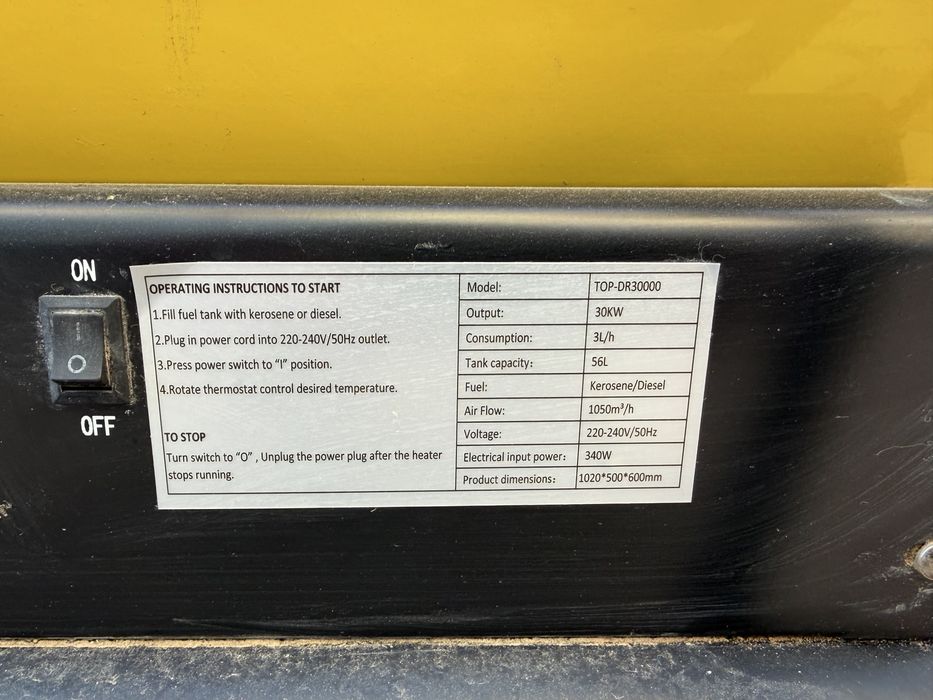 ON
OFF
OPERATING INSTRUCTIONS TO START
1.Fill fuel tank with kerosene or diesel.
2.Plug in power cord into 220-240V/50Hz outlet.
3.Press power switch to “I” position.
4.Rotate thermostat control desired temperature.
TO STOP
Turn switch to “O” , Unplug the power plug after the heater
stops running.
Model: TOP-DR30000
Output: 30KW
Consumption: 3L/h
Tank capacity: 56L
Fuel: Kerosene/Diesel
Air Flow: 1050m³/h
Voltage: 220-240V/50Hz
Electrical input power: 340W
Product dimensions: 1020*500*600mm